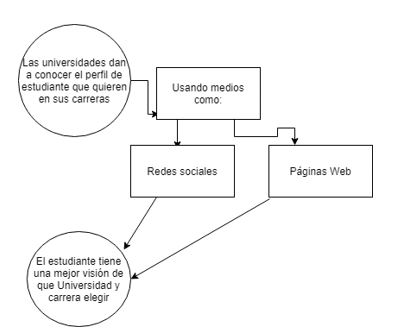 Las universidades dan
a conocer el perfil de
estudiante que quieren
en sus carreras
Usando medios
como:
Redes sociales
Páginas Web
El estudiante tiene
una mejor visión de
que Universidad y
carrera elegir